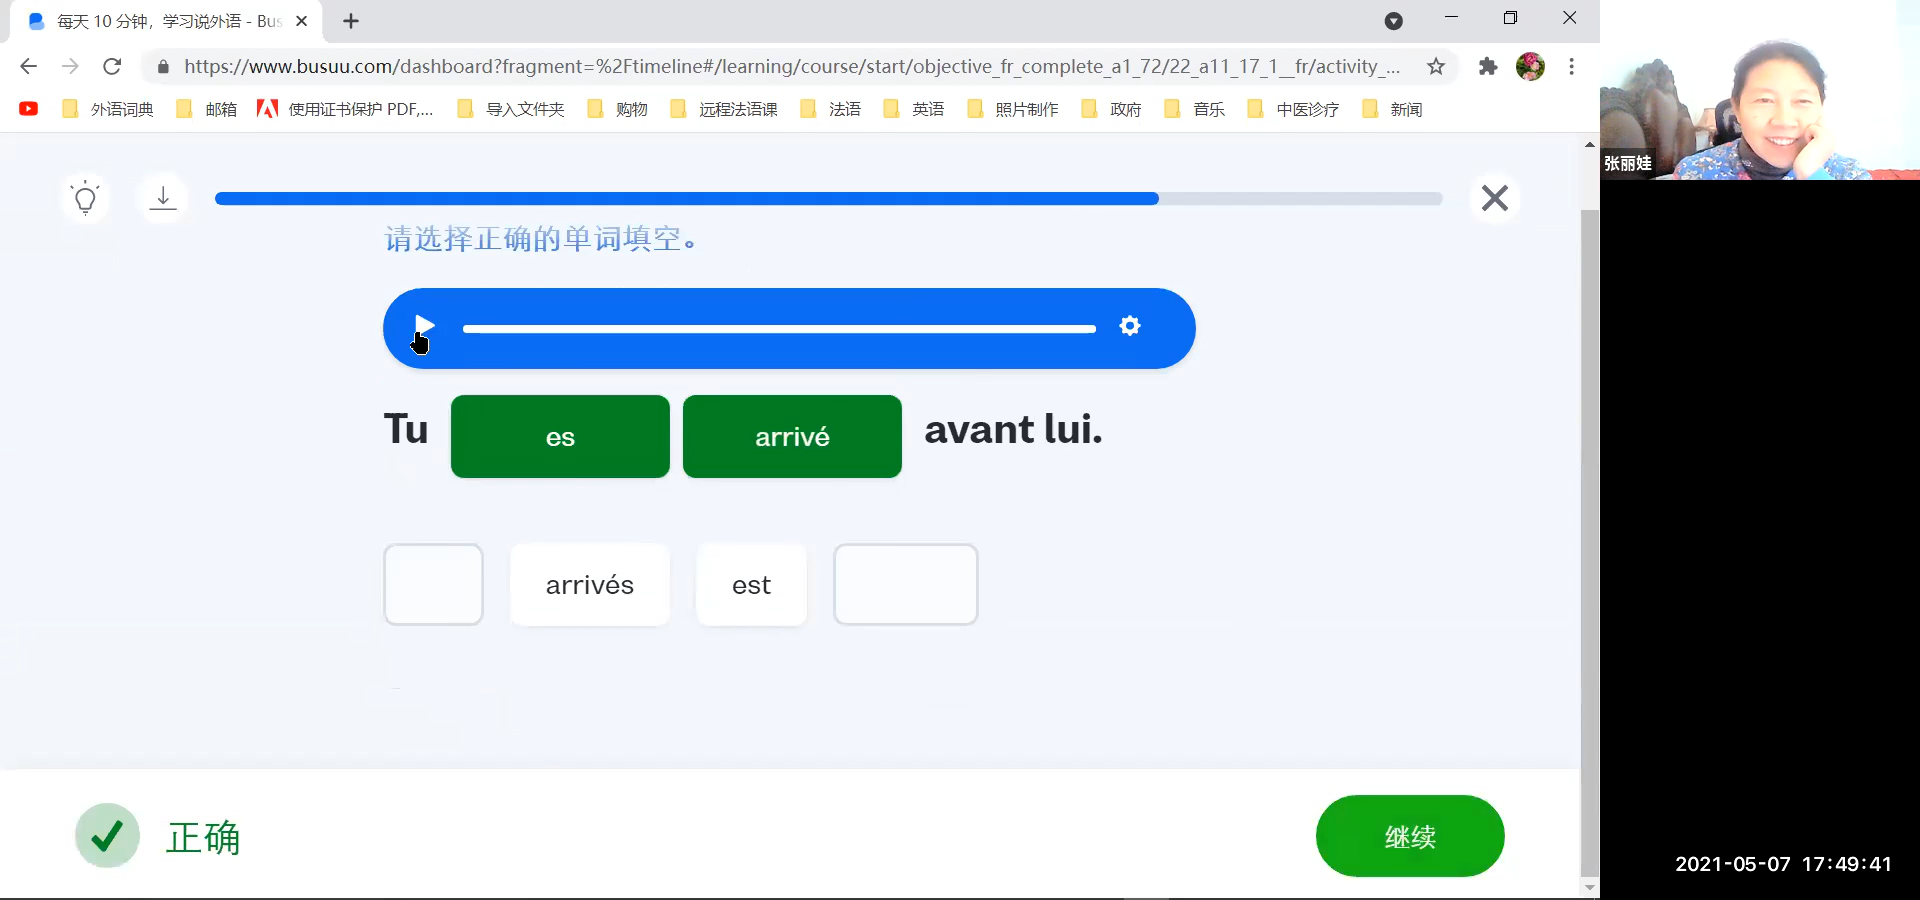 每天 10 分钟，学习说外语 - Bus
https://www.busuu.com/dashboard?fragment=%2Ftimeline#/learning/course/start/objective_fr_complete_a1_72/22_a11_17_1__fr/activity_...
外语词典 邮箱 使用证书保护 PDF,... 导入文件夹 购物 远程法语课 法语 英语 照片制作 政府 音乐 中医诊疗 新闻
张丽娃
请选择正确的单词填空。
Tu es arrivé avant lui.
arrivés est
正确 继续
2021-05-07 17:49:41